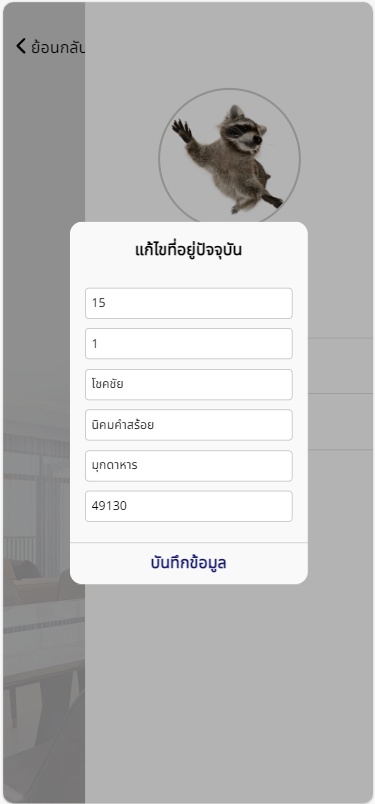 ย้อนกลับ
แก้ไขที่อยู่ปัจจุบัน
15
1
โชคชัย
นิคมคำสร้อย
มุกดาหาร
49130
บันทึกข้อมูล